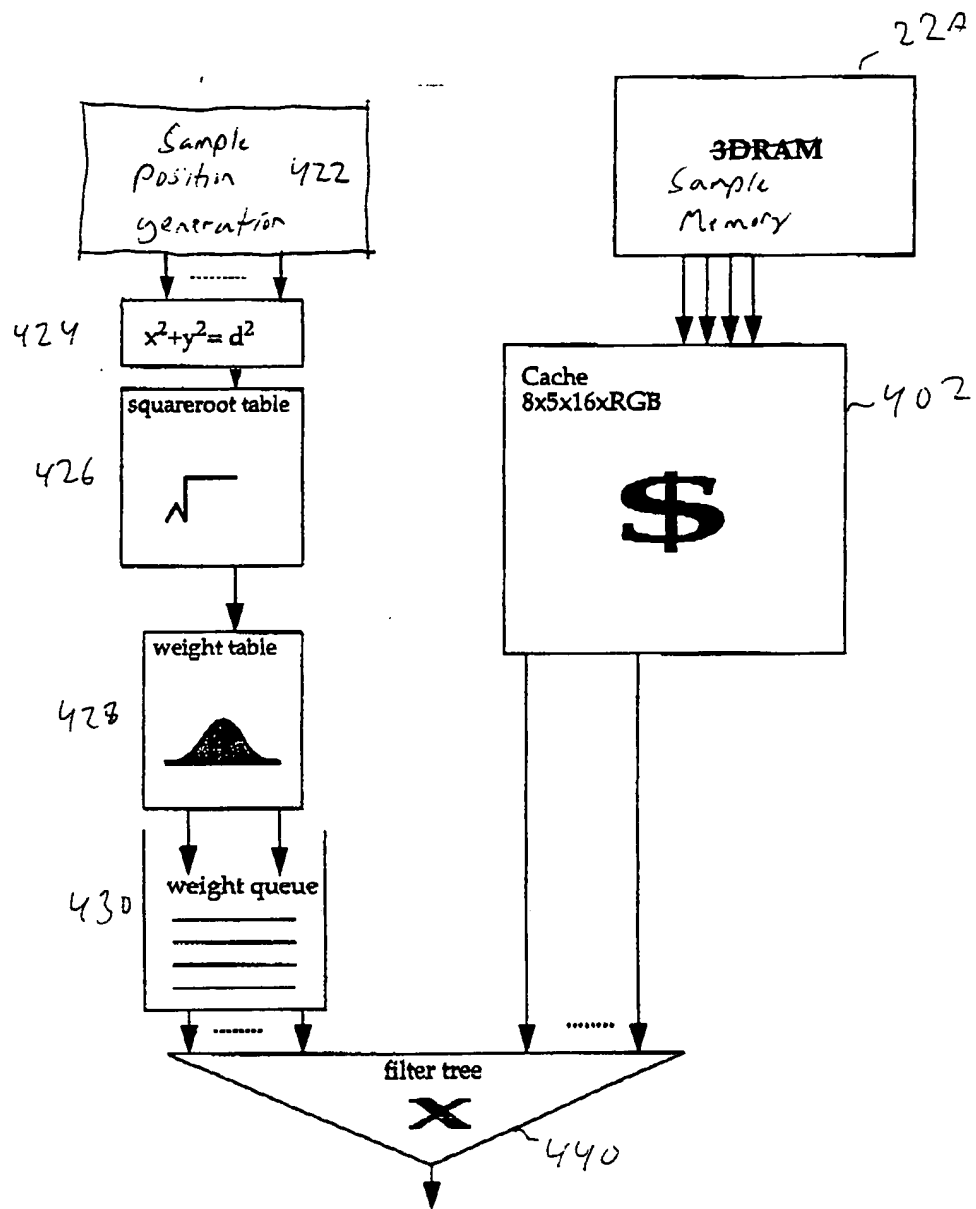 22A
Sample
Position 422
generation
3DRAM
Sample
Memory
424
x²+y²= d²
squareroot table
426
Cache
8x5x16xRGB
402
$
weight table
428
weight queue
430
filter tree
X
440